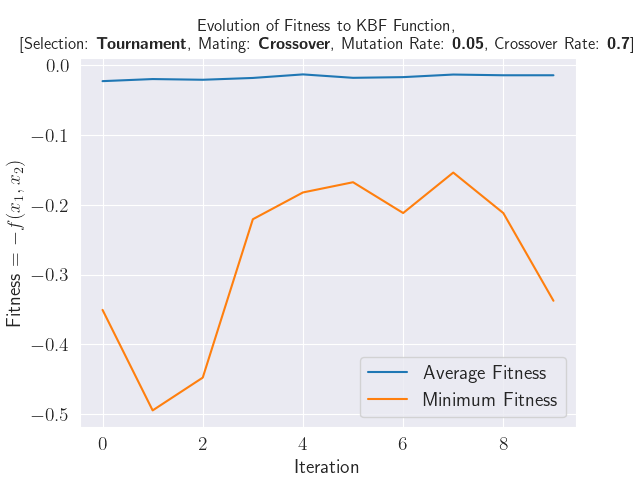 Evolution of Fitness to KBF Function,
[Selection: Tournament, Mating: Crossover, Mutation Rate: 0.05, Crossover Rate: 0.7]
0.0
−0.1
−0.2
−0.3
−0.4
−0.5
Fitness = −f(x₁, x₂)
Average Fitness
Minimum Fitness
0 2 4 6 8
Iteration